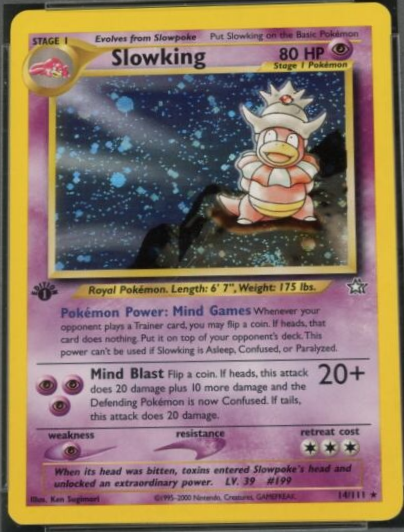 STAGE 1 Evolves from Slowpoke Put Slowking on the Basic Pokémon
Slowking 80 HP
Stage 1 Pokémon
EDITION
1
Royal Pokémon. Length: 6' 7", Weight: 175 lbs.
Pokémon Power: Mind Games Whenever your
opponent plays a Trainer card, you may flip a coin. If heads, that
card does nothing. Put it on top of your opponent's deck. This
power can't be used if Slowking is Asleep, Confused, or Paralyzed.
Mind Blast Flip a coin. If heads, this attack 20+
does 20 damage plus 10 more damage and the
Defending Pokémon is now Confused. If tails,
this attack does 20 damage.
weakness resistance retreat cost
When its head was bitten, toxins entered Slowpoke's head and
unlocked an extraordinary power. LV. 39 #199
Illus. Ken Sugimori ©1995-2000 Nintendo, Creatures, GAMEFREAK. 14/111 ★